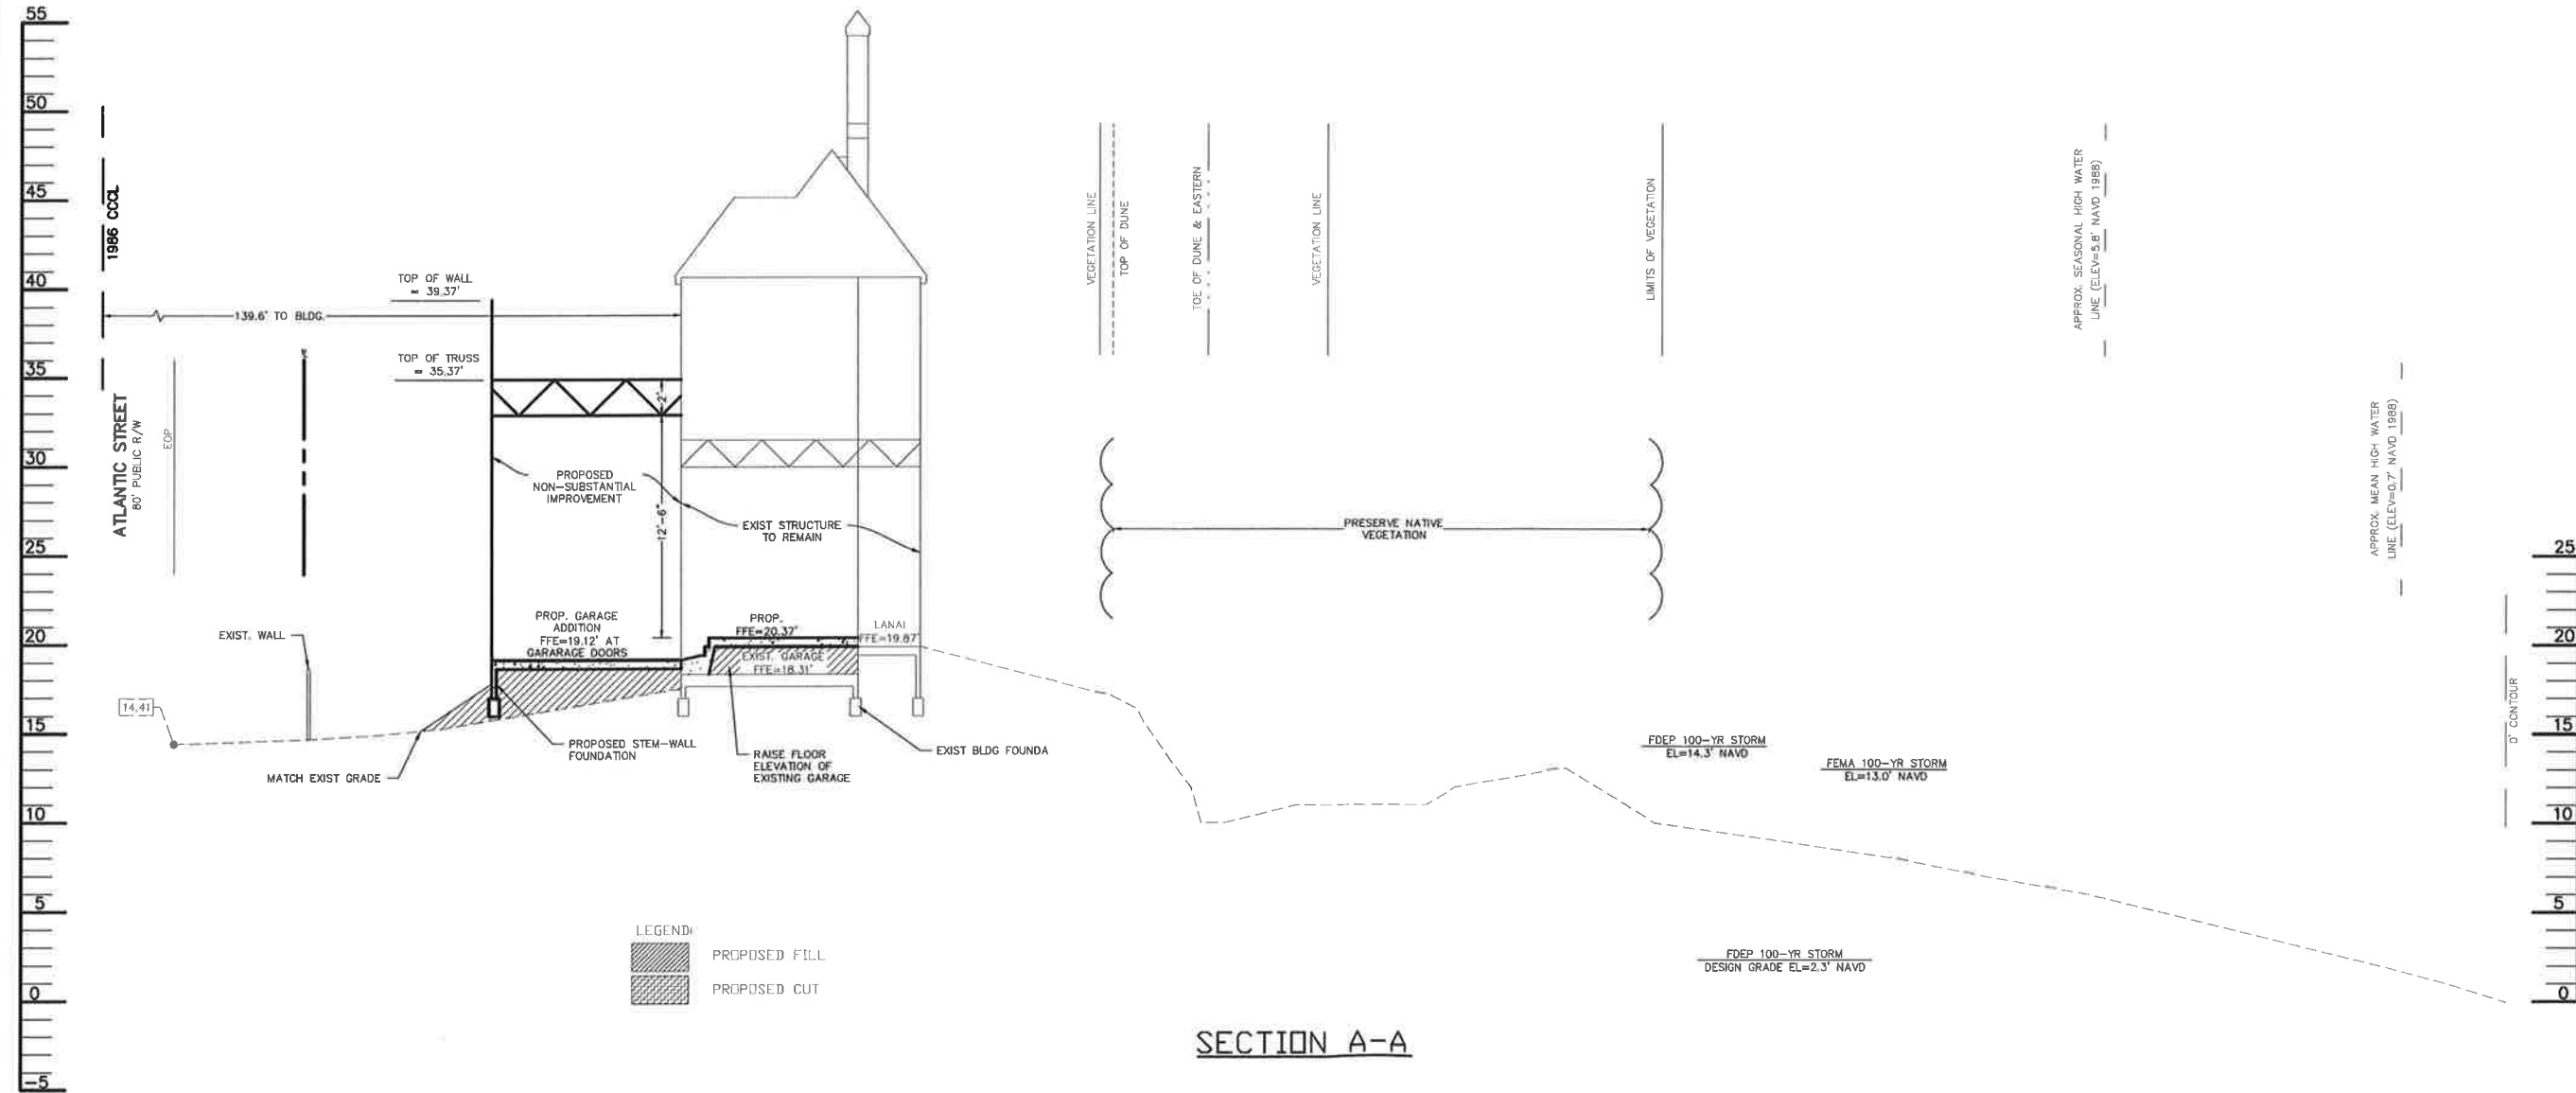 55
50
45
40
35
30
25
20
15
10
5
0
-5
1986 CCCL
ATLANTIC STREET
80' PUBLIC R/W
EOP
139.6' TO BLDG.
TOP OF WALL
= 39.37'
TOP OF TRUSS
= 35.37'
2'
12'-6"
PROPOSED
NON-SUBSTANTIAL
IMPROVEMENT
EXIST STRUCTURE
TO REMAIN
EXIST. WALL
14.41
PROP. GARAGE
ADDITION
FFE=19.12' AT
GARARAGE DOORS
PROP.
FFE=20.37'
LANAI
FFE=19.87'
EXIST. GARAGE
FFE=18.31'
MATCH EXIST GRADE
PROPOSED STEM-WALL
FOUNDATION
RAISE FLOOR
ELEVATION OF
EXISTING GARAGE
EXIST BLDG FOUNDA
VEGETATION LINE
TOP OF DUNE
TOE OF DUNE & EASTERN
VEGETATION LINE
LIMITS OF VEGETATION
PRESERVE NATIVE
VEGETATION
APPROX. SEASONAL HIGH WATER
LINE (ELEV=5.8' NAVD 1988)
APPROX. MEAN HIGH WATER
LINE (ELEV=0.7' NAVD 1988)
0' CONTOUR
FDEP 100-YR STORM
EL=14.3' NAVD
FEMA 100-YR STORM
EL=13.0' NAVD
FDEP 100-YR STORM
DESIGN GRADE EL=2.3' NAVD
25
20
15
10
5
0
LEGEND:
PROPOSED FILL
PROPOSED CUT
SECTION A-A